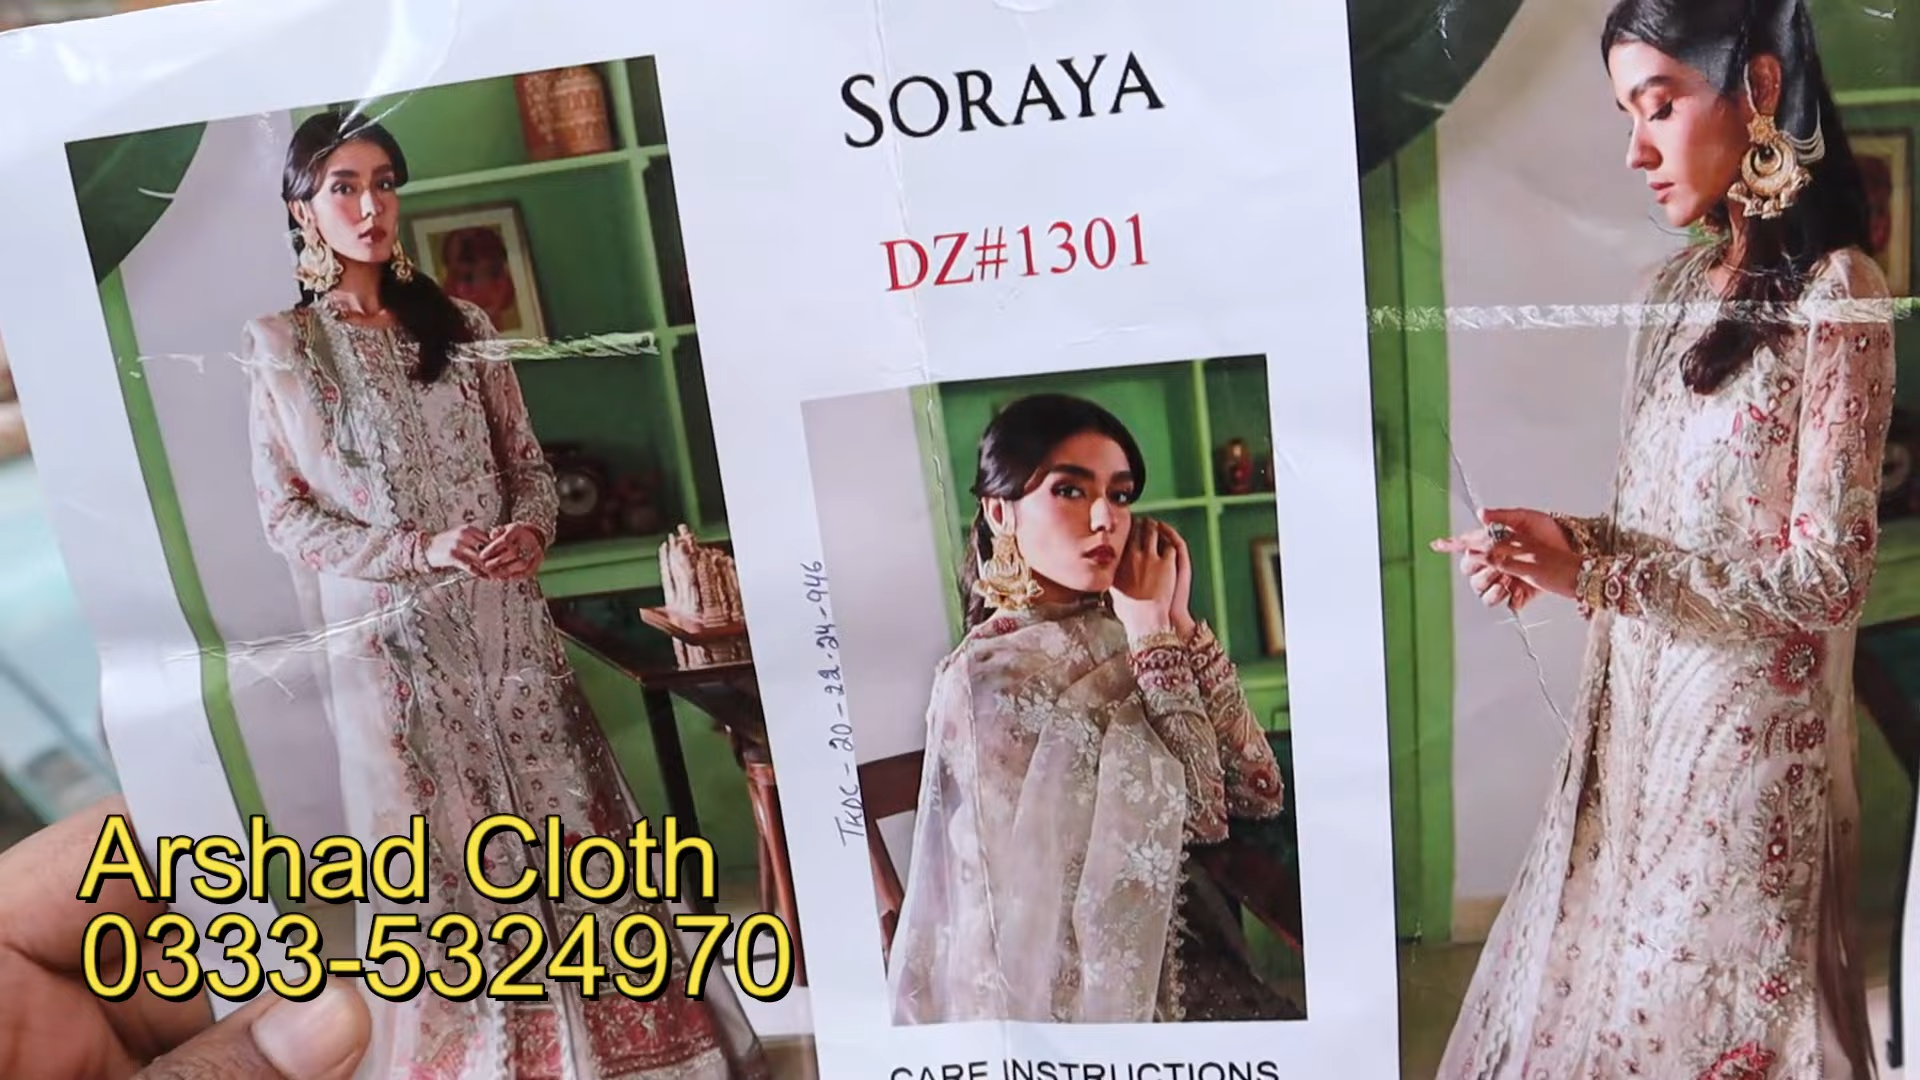 SORAYA
DZ#1301
TKDC - 20-22-24-946
CARE INSTRUCTIONS
Arshad Cloth
0333-5324970